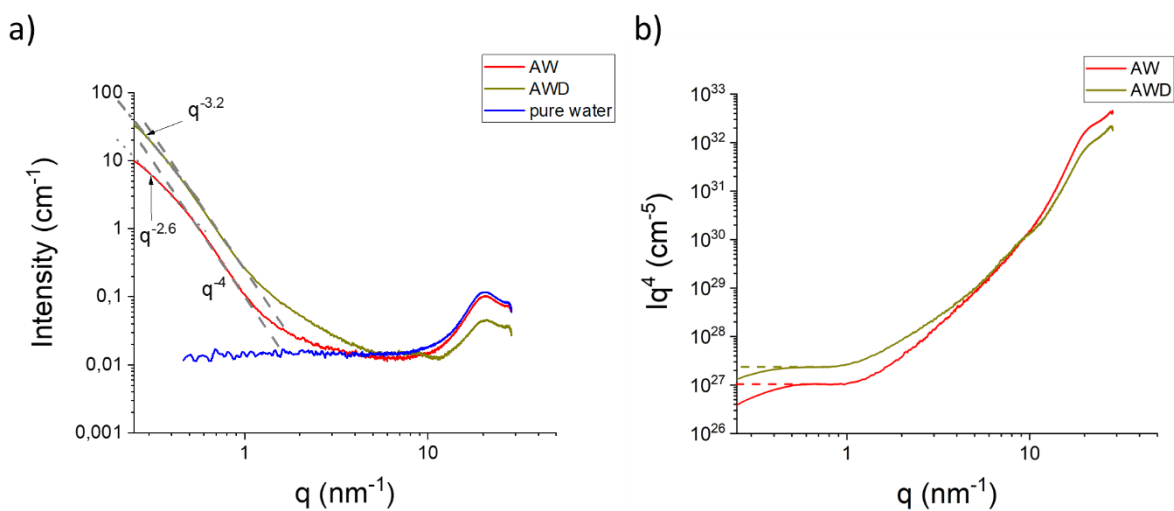 a)
AW
AWD
pure water
Intensity (cm⁻¹)
100
10
1
0,1
0,01
0,001
q⁻³·²
q⁻²·⁶
q⁻⁴
1
10
q (nm⁻¹)
b)
AW
AWD
Iq⁴ (cm⁻⁵)
10³³
10³²
10³¹
10³⁰
10²⁹
10²⁸
10²⁷
10²⁶
1
10
q (nm⁻¹)